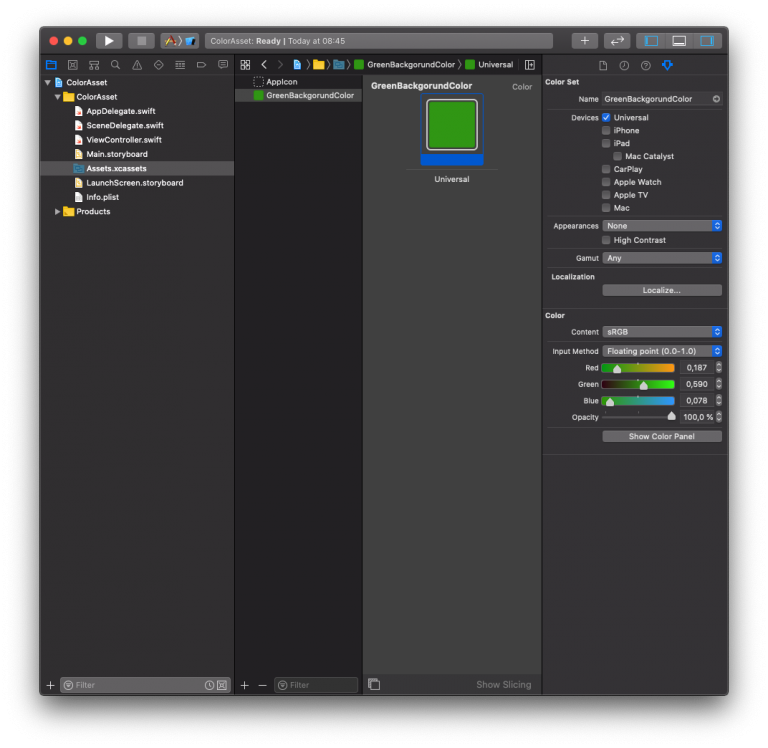 ColorAsset: Ready | Today at 08:45
GreenBackgorundColor
Universal
ColorAsset
ColorAsset
AppDelegate.swift
SceneDelegate.swift
ViewController.swift
Main.storyboard
Assets.xcassets
LaunchScreen.storyboard
Info.plist
Products
Filter
AppIcon
GreenBackgorundColor
Filter
GreenBackgorundColor
Color
Universal
Show Slicing
Color Set
Name GreenBackgorundColor
Devices Universal
iPhone
iPad
Mac Catalyst
CarPlay
Apple Watch
Apple TV
Mac
Appearances None
High Contrast
Gamut Any
Localization
Localize...
Color
Content sRGB
Input Method Floating point (0.0-1.0)
Red 0,187
Green 0,590
Blue 0,078
Opacity 100,0 %
Show Color Panel